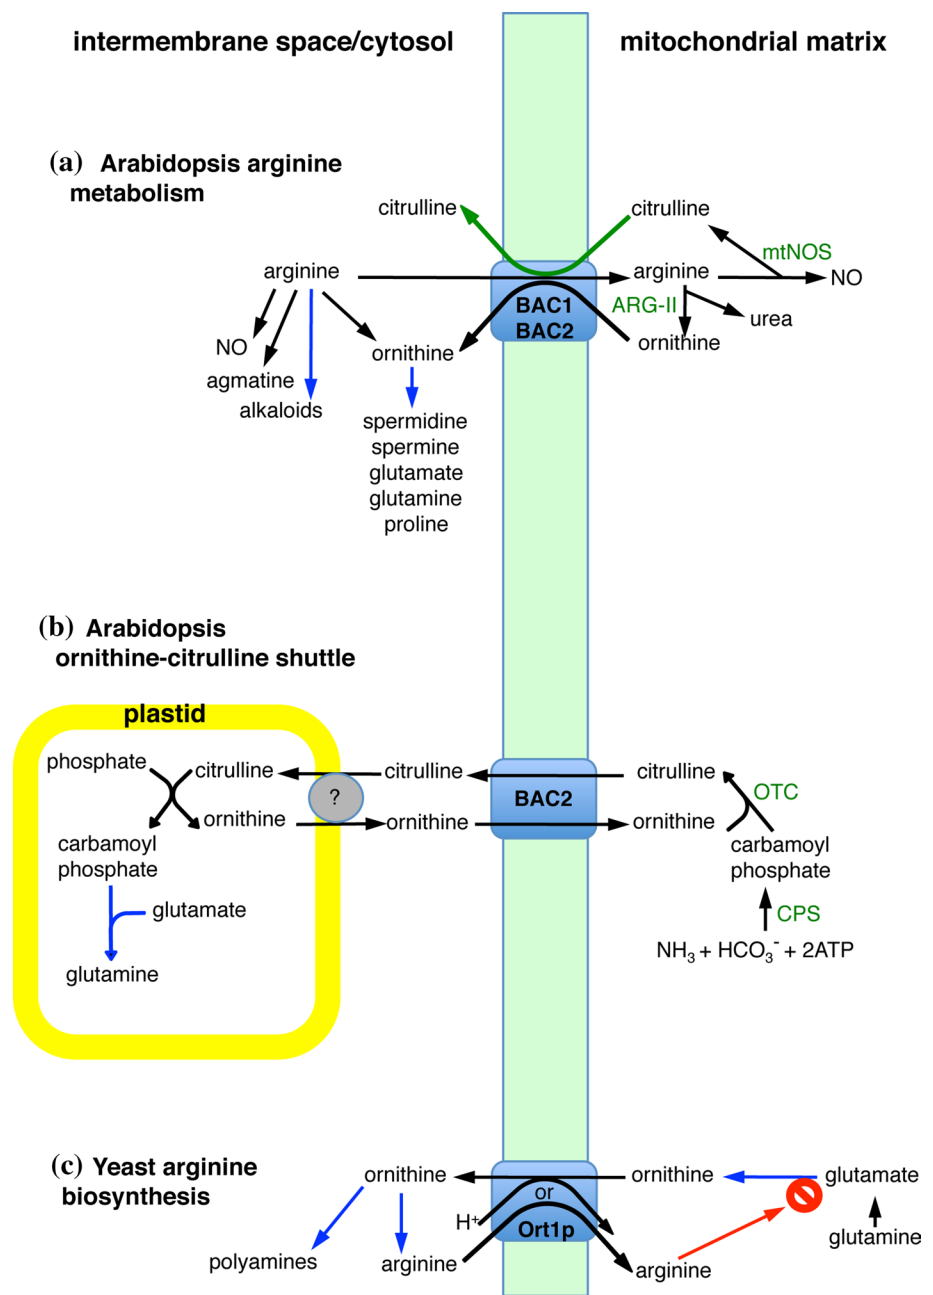 intermembrane space/cytosol
mitochondrial matrix
(a) Arabidopsis arginine
metabolism
citrulline
citrulline
mtNOS
arginine
arginine
NO
BAC1
BAC2
ARG-II
urea
NO
ornithine
ornithine
agmatine
alkaloids
spermidine
spermine
glutamate
glutamine
proline
(b) Arabidopsis
ornithine-citrulline shuttle
plastid
phosphate
citrulline
citrulline
citrulline
?
BAC2
OTC
ornithine
ornithine
ornithine
carbamoyl
phosphate
carbamoyl
phosphate
glutamate
CPS
glutamine
NH3 + HCO3- + 2ATP
(c) Yeast arginine
biosynthesis
ornithine
ornithine
glutamate
or
H+
Ort1p
glutamine
polyamines
arginine
arginine